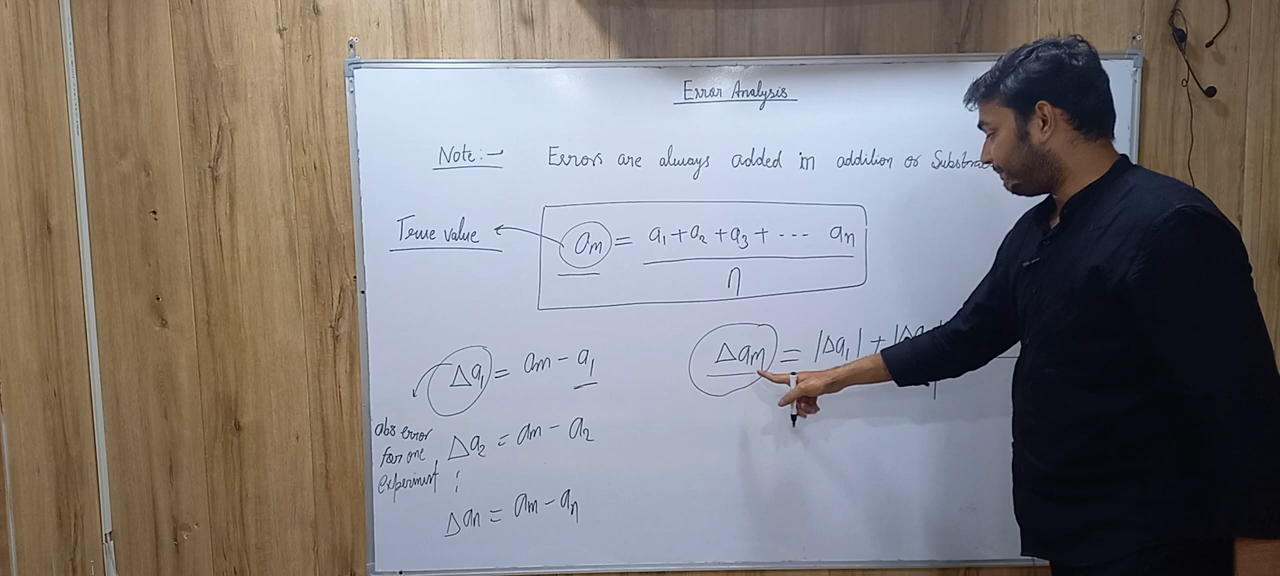 Error Analysis
Note:- Errors are always added in addition or
True value
am = a1 + a2 + a3 + --- an
n
Δa1 = am - a1
abs error
for one
experiment
Δa2 = am - a2
⋮
Δan = am - an
Δam = |Δa1| + |Δa